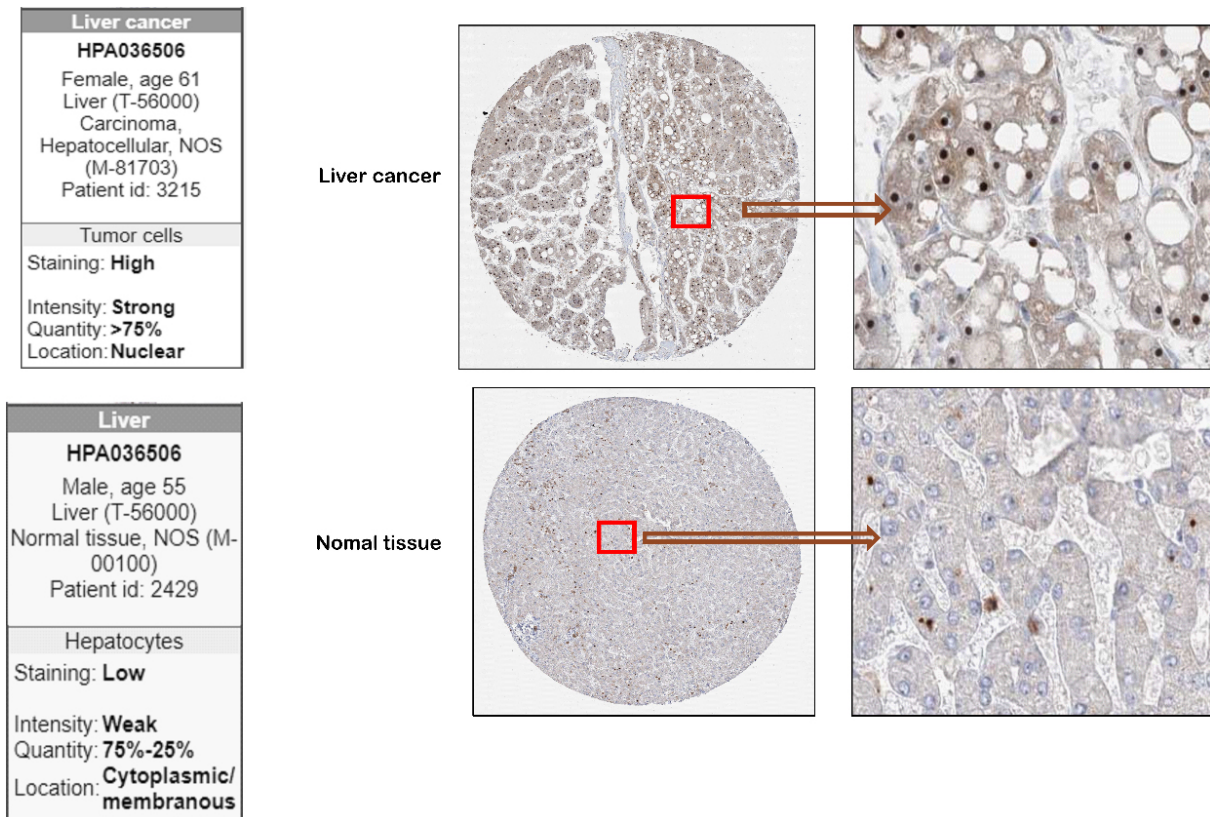 Liver cancer
HPA036506
Female, age 61
Liver (T-56000)
Carcinoma,
Hepatocellular, NOS
(M-81703)
Patient id: 3215
Tumor cells
Staining: High
Intensity: Strong
Quantity: >75%
Location: Nuclear
Liver cancer
Liver
HPA036506
Male, age 55
Liver (T-56000)
Normal tissue, NOS (M-
00100)
Patient id: 2429
Hepatocytes
Staining: Low
Intensity: Weak
Quantity: 75%-25%
Location: Cytoplasmic/
membranous
Nomal tissue